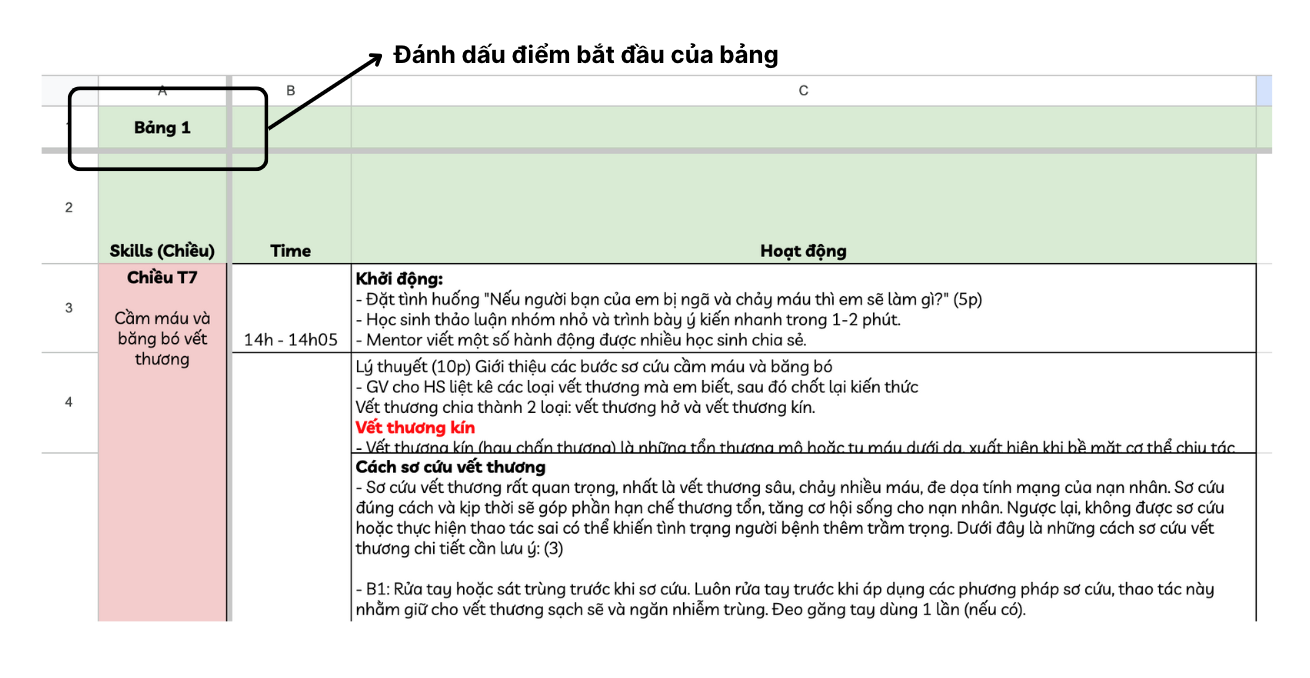 Đánh dấu điểm bắt đầu của bảng
A B C
Bảng 1
2
Skills (Chiều) Time Hoạt động
Chiều T7
Cầm máu và
băng bó vết
thương
3
14h - 14h05
Khởi động:
- Đặt tình huống "Nếu người bạn của em bị ngã và chảy máu thì em sẽ làm gì?" (5p)
- Học sinh thảo luận nhóm nhỏ và trình bày ý kiến nhanh trong 1-2 phút.
- Mentor viết một số hành động được nhiều học sinh chia sẻ.
4
Lý thuyết (10p) Giới thiệu các bước sơ cứu cầm máu và băng bó
- GV cho HS liệt kê các loại vết thương mà em biết, sau đó chốt lại kiến thức
Vết thương chia thành 2 loại: vết thương hở và vết thương kín.
Vết thương kín
- Vết thương kín (hay chấn thương) là những tổn thương mô hoặc tụ máu dưới da, xuất hiện khi bề mặt cơ thể chịu tác
Cách sơ cứu vết thương
- Sơ cứu vết thương rất quan trọng, nhất là vết thương sâu, chảy nhiều máu, đe dọa tính mạng của nạn nhân. Sơ cứu
đúng cách và kịp thời sẽ góp phần hạn chế thương tổn, tăng cơ hội sống cho nạn nhân. Ngược lại, không được sơ cứu
hoặc thực hiện thao tác sai có thể khiến tình trạng người bệnh thêm trầm trọng. Dưới đây là những cách sơ cứu vết
thương chi tiết cần lưu ý: (3)
- B1: Rửa tay hoặc sát trùng trước khi sơ cứu. Luôn rửa tay trước khi áp dụng các phương pháp sơ cứu, thao tác này
nhằm giữ cho vết thương sạch sẽ và ngăn nhiễm trùng. Đeo găng tay dùng 1 lần (nếu có).